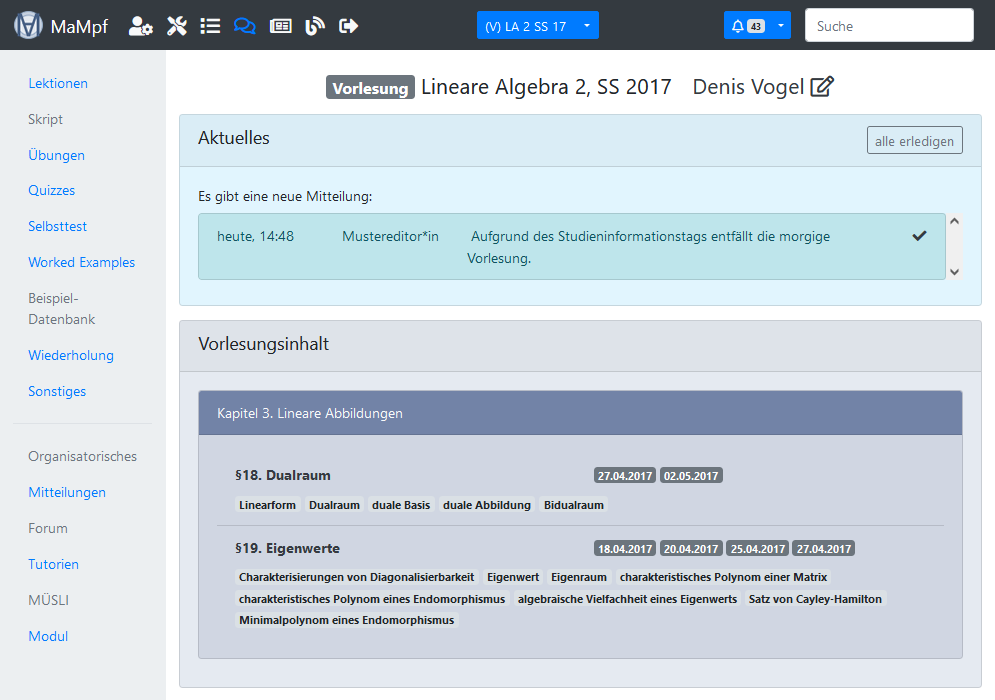 MaMpf
(V) LA 2 SS 17
43
Suche
Lektionen
Skript
Übungen
Quizzes
Selbsttest
Worked Examples
Beispiel-
Datenbank
Wiederholung
Sonstiges
Organisatorisches
Mitteilungen
Forum
Tutorien
MÜSLI
Modul
Vorlesung Lineare Algebra 2, SS 2017 Denis Vogel
Aktuelles
alle erledigen
Es gibt eine neue Mitteilung:
heute, 14:48 Mustereditor*in Aufgrund des Studieninformationstags entfällt die morgige
Vorlesung.
Vorlesungsinhalt
Kapitel 3. Lineare Abbildungen
§18. Dualraum 27.04.2017 02.05.2017
Linearform Dualraum duale Basis duale Abbildung Bidualraum
§19. Eigenwerte 18.04.2017 20.04.2017 25.04.2017 27.04.2017
Charakterisierungen von Diagonalisierbarkeit Eigenwert Eigenraum charakteristisches Polynom einer Matrix
charakteristisches Polynom eines Endomorphismus algebraische Vielfachheit eines Eigenwerts Satz von Cayley-Hamilton
Minimalpolynom eines Endomorphismus